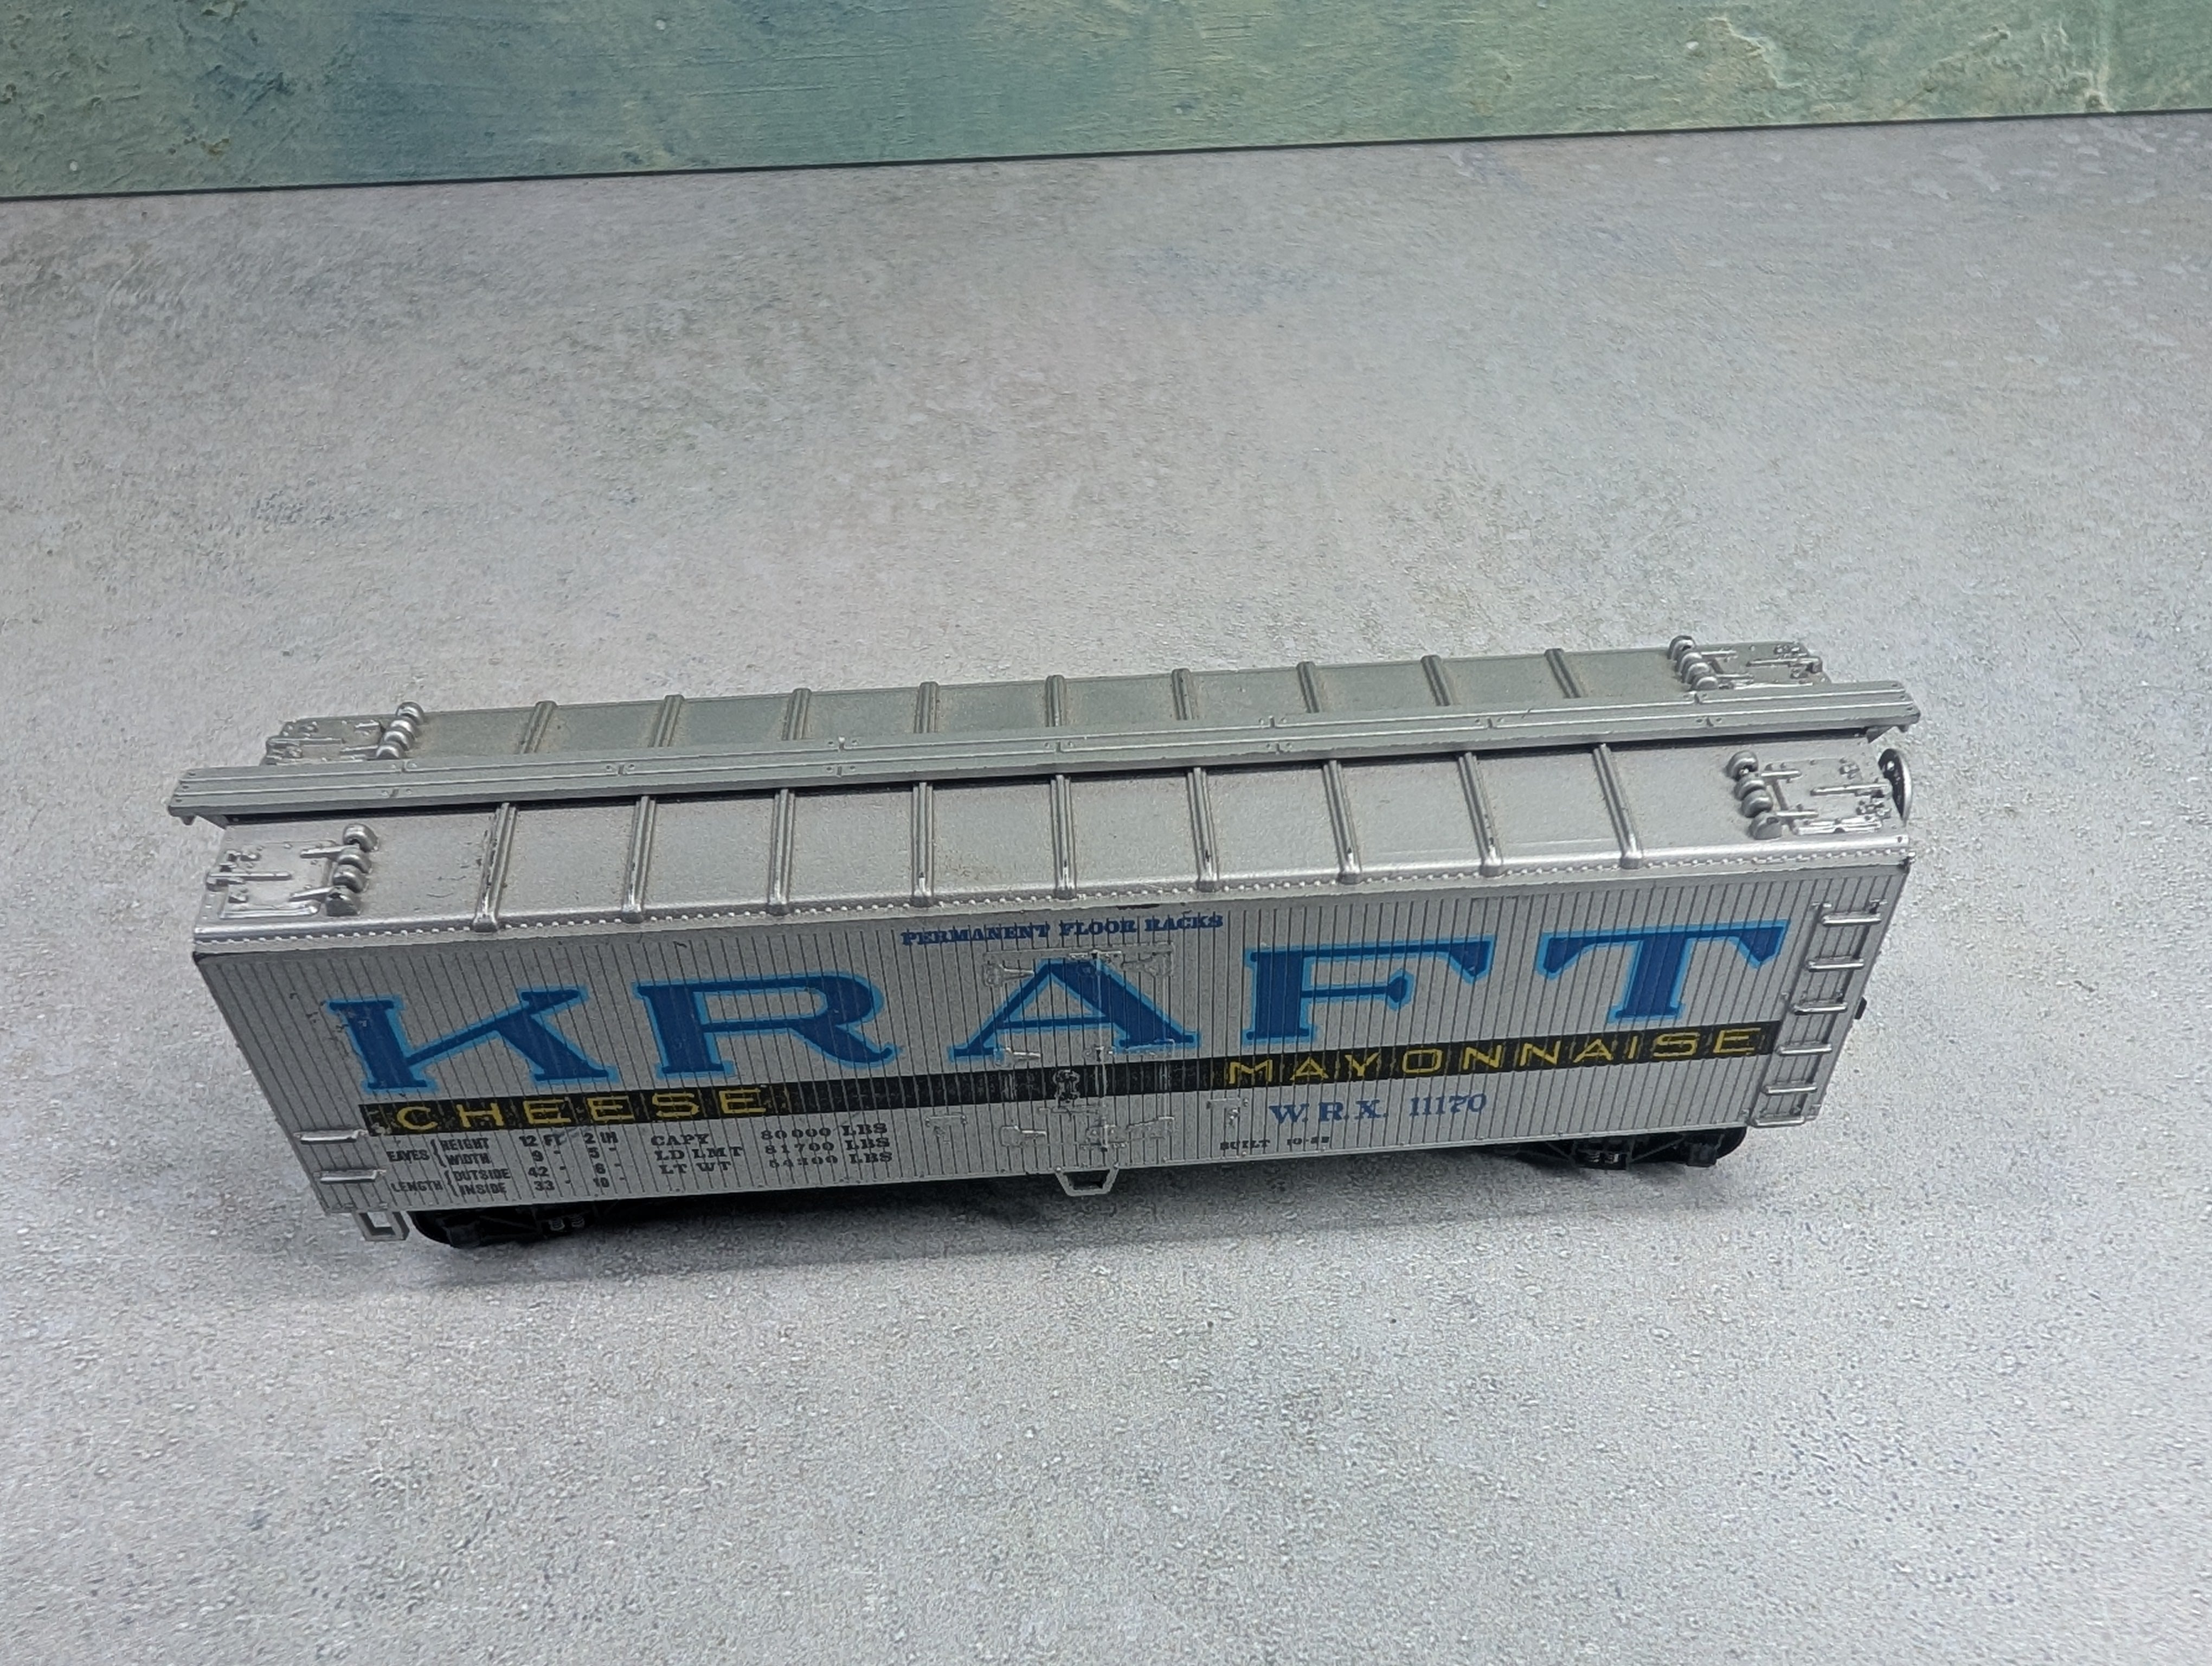 PERMANENT FLOOR RACKS
KRAFT
CHEESE MAYONNAISE
W.R.X. 11170
BUILT
EAVES { HEIGHT 12 FT 2 IN
WIDTH 9 - 5 -
LENGTH { OUTSIDE 42 - 6 -
INSIDE 33 - 10 -
CAPY 80000 LBS
LD LMT 81700 LBS
LT WT 54300 LBS